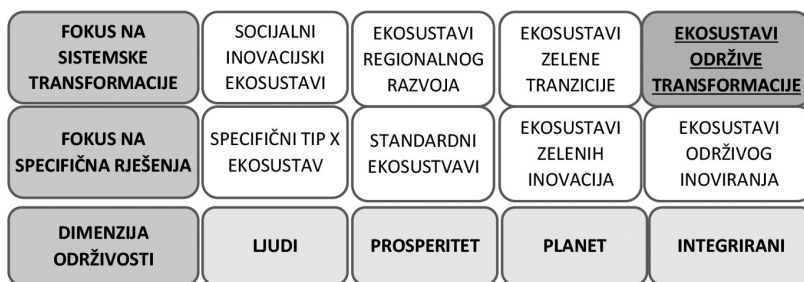 FOKUS NA
SISTEMSKE
TRANSFORMACIJE
SOCIJALNI
INOVACIJSKI
EKOSUSTAVI
EKOSUSTAVI
REGIONALNOG
RAZVOJA
EKOSUSTAVI
ZELENE
TRANZICIJE
EKOSUSTAVI
ODRŽIVE
TRANSFORMACIJE
FOKUS NA
SPECIFIČNA RJEŠENJA
SPECIFIČNI TIP X
EKOSUSTAV
STANDARDNI
EKOSUSTVAVI
EKOSUSTAVI
ZELENIH
INOVACIJA
EKOSUSTAVI
ODRŽIVOG
INOVIRANJA
DIMENZIJA
ODRŽIVOSTI
LJUDI
PROSPERITET
PLANET
INTEGRIRANI